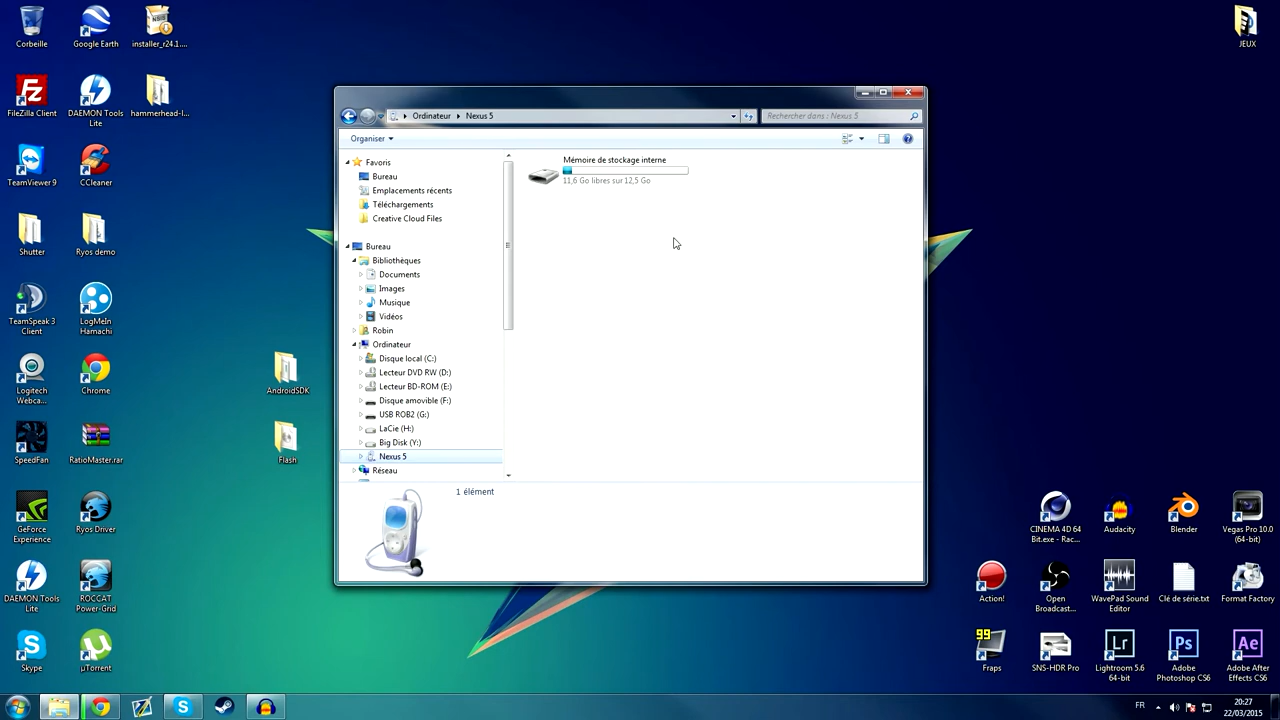 Corbeille
Google Earth
installer_r24.1....
JEUX
FileZilla Client
DAEMON Tools
Lite
hammerhead-l...
TeamViewer 9
CCleaner
Shutter
Ryos demo
TeamSpeak 3
Client
LogMeIn
Hamachi
Logitech
Webca...
Chrome
AndroidSDK
SpeedFan
RatioMaster.rar
Flash
GeForce
Experience
Ryos Driver
DAEMON Tools
Lite
ROCCAT
Power-Grid
Skype
µTorrent
Ordinateur
Nexus 5
Rechercher dans : Nexus 5
Organiser
Favoris
Bureau
Emplacements récents
Téléchargements
Creative Cloud Files
Bureau
Bibliothèques
Documents
Images
Musique
Vidéos
Robin
Ordinateur
Disque local (C:)
Lecteur DVD RW (D:)
Lecteur BD-ROM (E:)
Disque amovible (F:)
USB ROB2 (G:)
LaCie (H:)
Big Disk (Y:)
Nexus 5
Réseau
Mémoire de stockage interne
11,6 Go libres sur 12,5 Go
1 élément
CINEMA 4D 64
Bit.exe - Rac...
Audacity
Blender
Vegas Pro 10.0
(64-bit)
Action!
Open
Broadcast...
WavePad Sound
Editor
Clé de série.txt
Format Factory
99
Fraps
SNS-HDR Pro
Lr
Lightroom 5.6
64-bit
Ps
Adobe
Photoshop CS6
Ae
Adobe After
Effects CS6
FR
20:27
22/03/2015